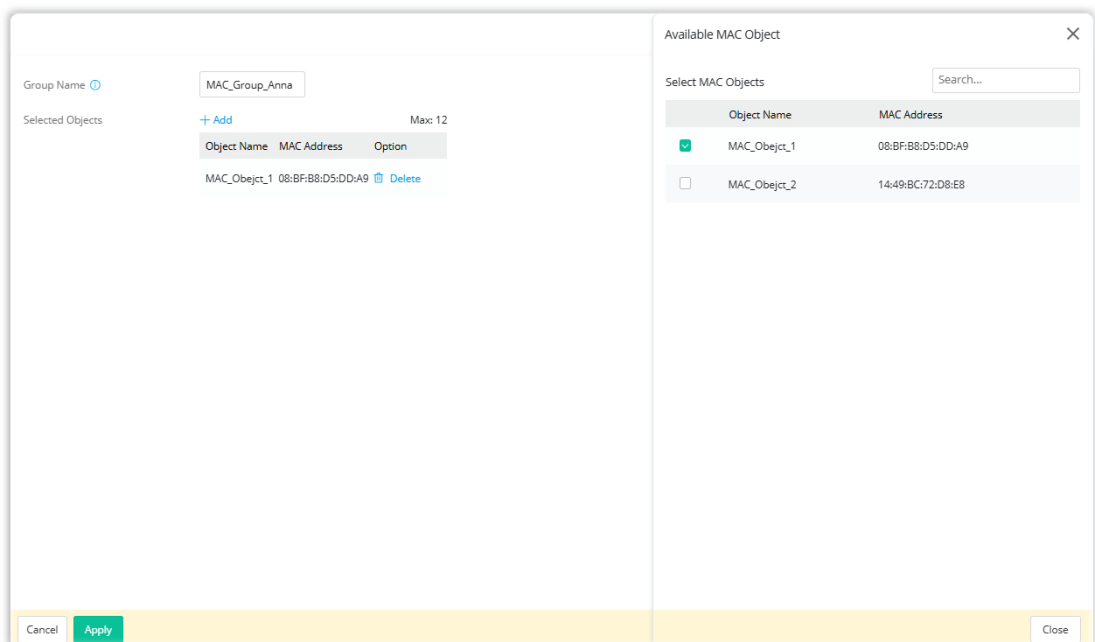 Available MAC Object
Group Name
MAC_Group_Anna
Selected Objects
+ Add
Max: 12
Object Name MAC Address Option
MAC_Obejct_1 08:BF:B8:D5:DD:A9 Delete
Select MAC Objects
Search...
Object Name MAC Address
MAC_Obejct_1 08:BF:B8:D5:DD:A9
MAC_Obejct_2 14:49:BC:72:D8:E8
Cancel
Apply
Close